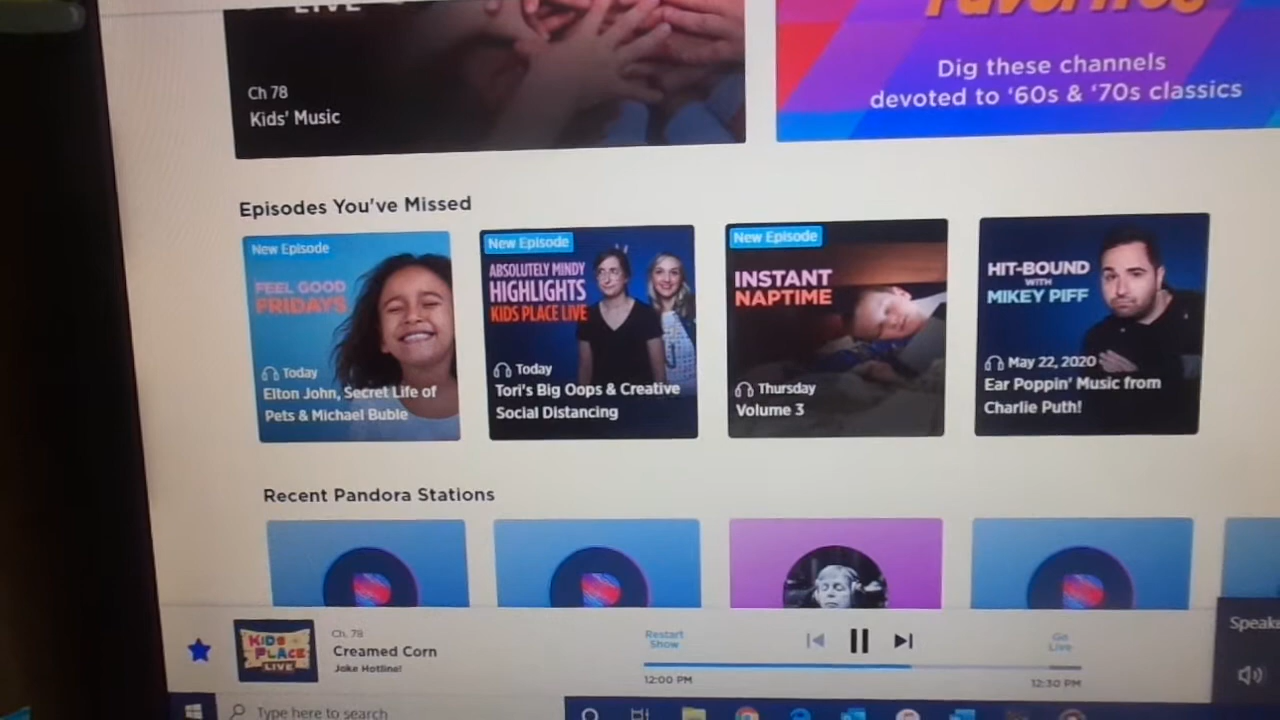 LIVE
Ch 78
Kids' Music
Favorites
Dig these channels
devoted to '60s & '70s classics
Episodes You've Missed
New Episode
FEEL GOOD
FRIDAYS
Today
Elton John, Secret Life of
Pets & Michael Buble
New Episode
ABSOLUTELY MINDY
HIGHLIGHTS
KIDS PLACE LIVE
Today
Tori's Big Oops & Creative
Social Distancing
New Episode
INSTANT
NAPTIME
Thursday
Volume 3
HIT-BOUND
WITH
MIKEY PIFF
May 22, 2020
Ear Poppin' Music from
Charlie Puth!
Recent Pandora Stations
KIDS
PLACE
LIVE
Ch. 78
Creamed Corn
Joke Hotline!
Restart
Show
12:00 PM
Go
Live
12:30 PM
Speake
Type here to search